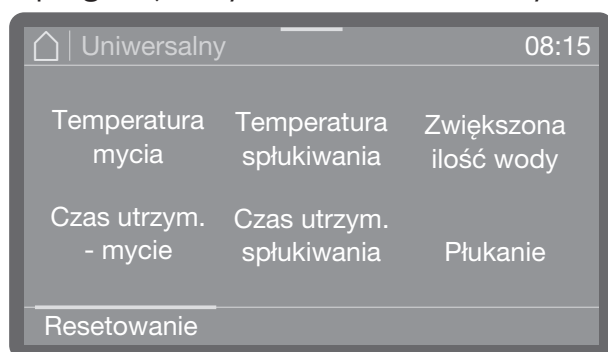 Uniwersalny 08:15
Temperatura mycia
Temperatura spłukiwania
Zwiększona ilość wody
Czas utrzym. - mycie
Czas utrzym. spłukiwania
Płukanie
Resetowanie